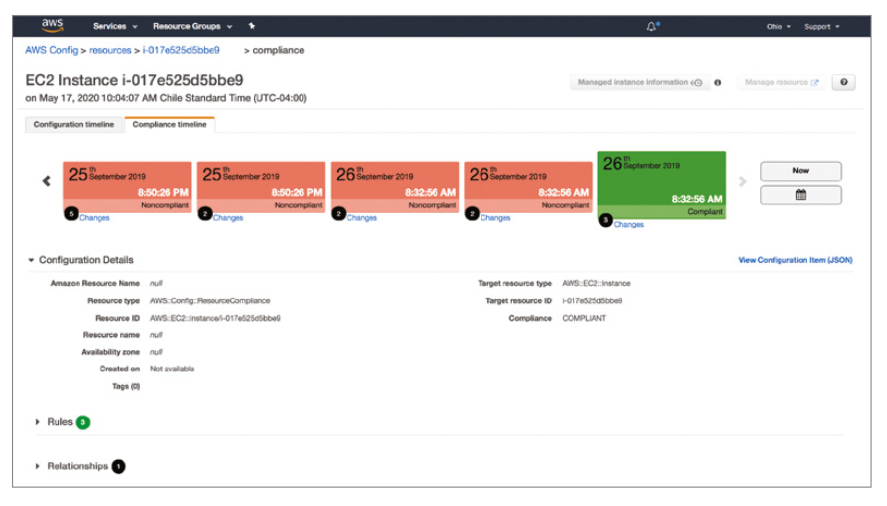 aws Services Resource Groups Ohio Support
AWS Config > resources > i-017e525d5bbe9 > compliance
EC2 Instance i-017e525d5bbe9
on May 17, 2020 10:04:07 AM Chile Standard Time (UTC-04:00)
Managed instance information
Manage resource
Configuration timeline Compliance timeline
25th September 2019
8:50:26 PM
Noncompliant
5 Changes
25th September 2019
8:50:26 PM
Noncompliant
2 Changes
26th September 2019
8:32:56 AM
Noncompliant
2 Changes
26th September 2019
8:32:56 AM
Noncompliant
2 Changes
26th September 2019
8:32:56 AM
Compliant
3 Changes
Now
Configuration Details
View Configuration Item (JSON)
Amazon Resource Name null
Resource type AWS::Config::ResourceCompliance
Resource ID AWS::EC2::Instance/i-017e525d5bbe9
Resource name null
Availability zone null
Created on Not available
Tags (0)
Target resource type AWS::EC2::Instance
Target resource ID i-017e525d5bbe9
Compliance COMPLIANT
Rules 3
Relationships 1